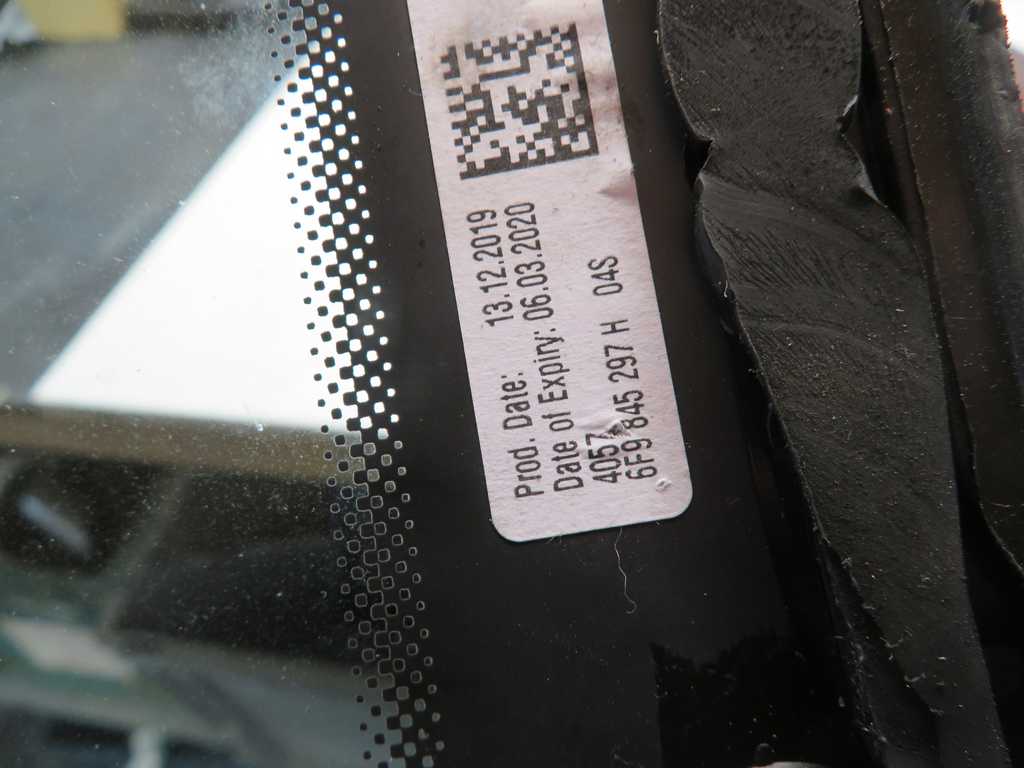 Prod. Date: 13.12.2019
Date of Expiry: 06.03.2020
4057
6F9 845 297 H 04S